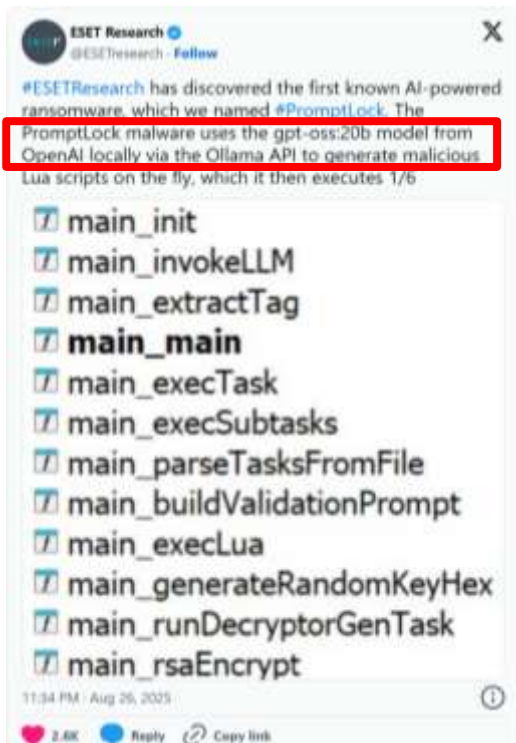 ESET Research
@ESETresearch · Follow
#ESETResearch has discovered the first known AI-powered
ransomware, which we named #PromptLock. The
PromptLock malware uses the gpt-oss:20b model from
OpenAI locally via the Ollama API to generate malicious
Lua scripts on the fly, which it then executes 1/6
main_init
main_invokeLLM
main_extractTag
main_main
main_execTask
main_execSubtasks
main_parseTasksFromFile
main_buildValidationPrompt
main_execLua
main_generateRandomKeyHex
main_runDecryptorGenTask
main_rsaEncrypt
11:34 PM · Aug 26, 2025
2.6K Reply Copy link